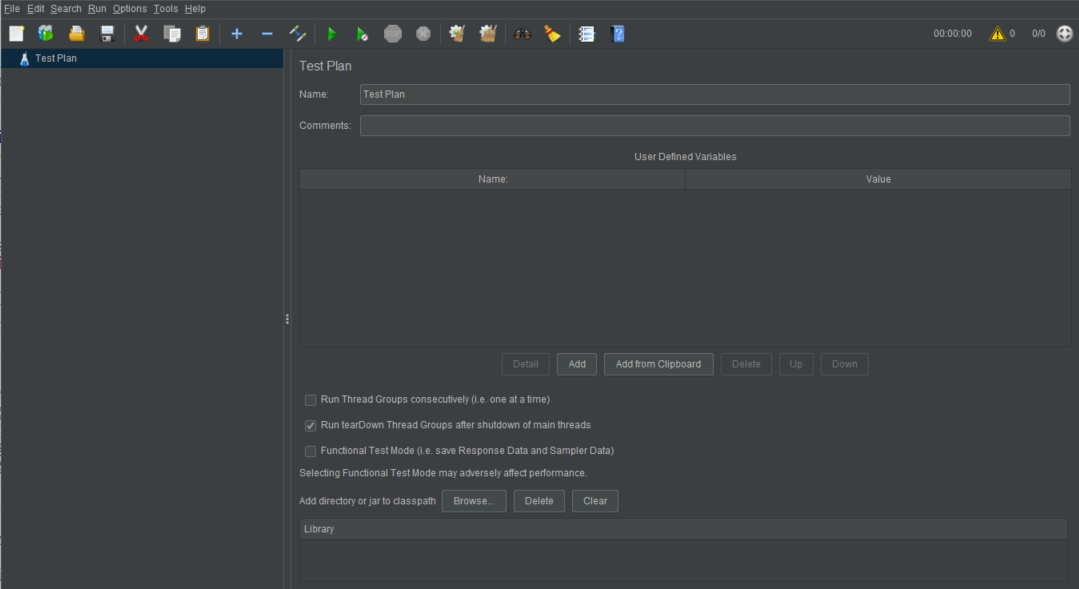 File Edit Search Run Options Tools Help
00:00:00 0 0/0
Test Plan
Test Plan
Name: Test Plan
Comments:
User Defined Variables
Name: Value
Detail Add Add from Clipboard Delete Up Down
Run Thread Groups consecutively (i.e. one at a time)
Run tearDown Thread Groups after shutdown of main threads
Functional Test Mode (i.e. save Response Data and Sampler Data)
Selecting Functional Test Mode may adversely affect performance.
Add directory or jar to classpath Browse... Delete Clear
Library